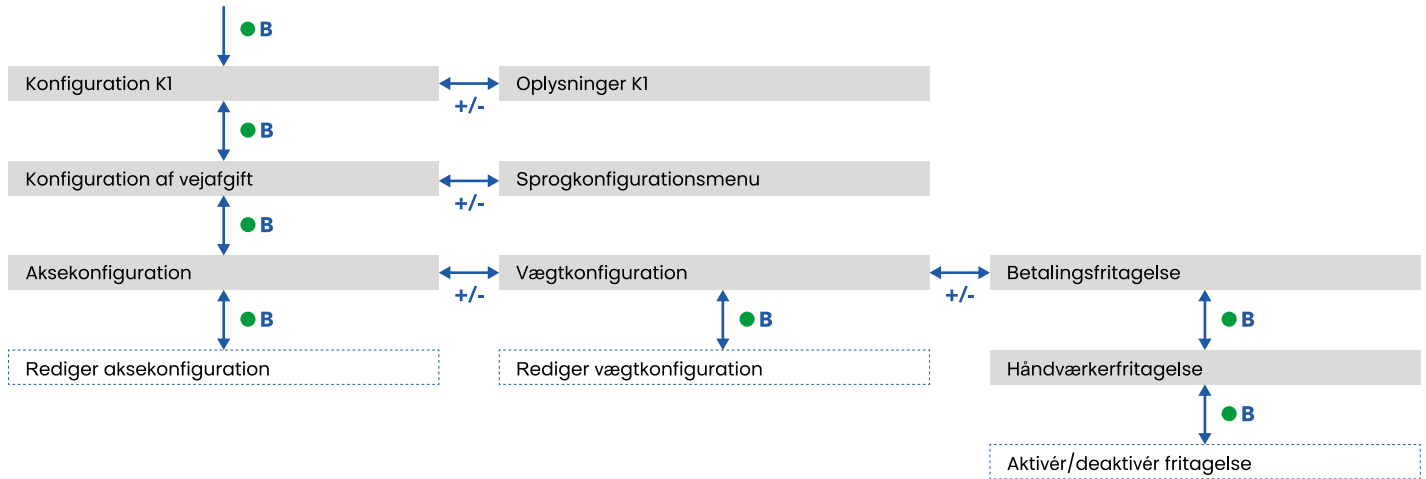 B
Konfiguration K1
+/-
Oplysninger K1
B
Konfiguration af vejafgift
+/-
Sprogkonfigurationsmenu
B
Aksekonfiguration
+/-
Vægtkonfiguration
+/-
Betalingsfritagelse
B
B
B
Rediger aksekonfiguration
Rediger vægtkonfiguration
Håndværkerfritagelse
B
Aktivér/deaktivér fritagelse